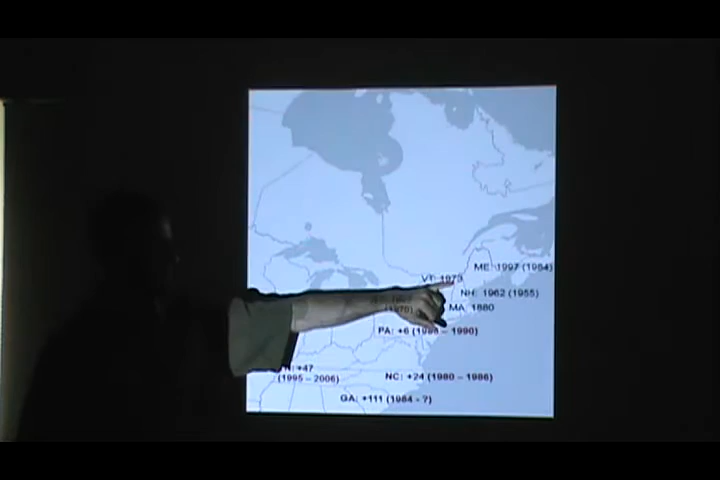 VT: 1973
ME: 1997 (1984)
NH: 1962 (1955)
MA 1880
PA: +6 (1988 – 1990)
+47
(1995 – 2006)
NC: +24 (1980 – 1986)
GA: +111 (1984 - ?)